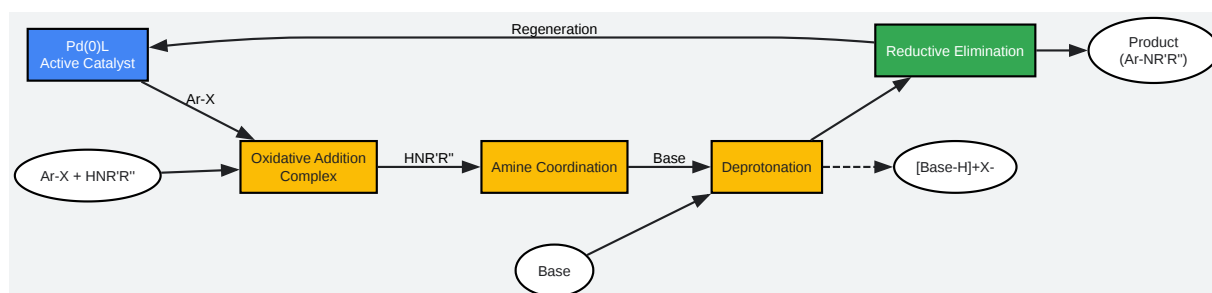 Regeneration
Pd(0)L
Active Catalyst
Reductive Elimination
Product
(Ar-NR'R")
Ar-X
Ar-X + HNR'R"
Oxidative Addition
Complex
HNR'R"
Amine Coordination
Base
Deprotonation
[Base-H]+X-
Base